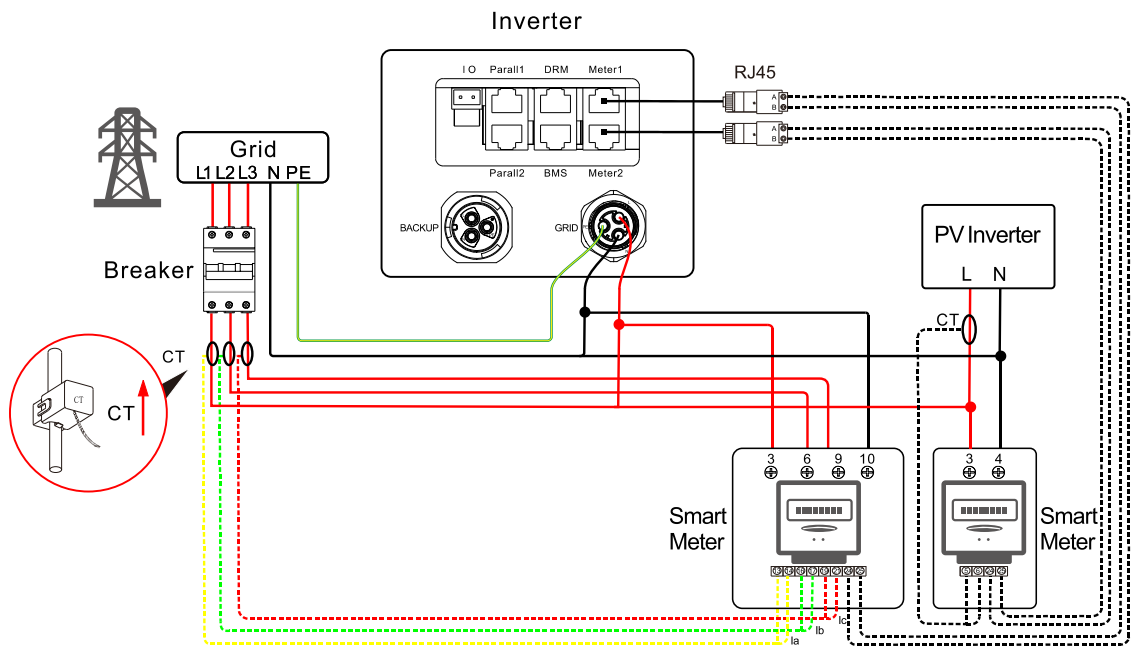 Inverter
I O Parall1 DRM Meter1
RJ45
A
B
A
B
Grid
L1 L2 L3 N PE
Parall2 BMS Meter2
BACKUP
GRID
PV Inverter
L N
Breaker
CT
CT
CT
CT
3 6 9 10
3 4
Smart
Meter
Smart
Meter
Ic
Ib
Ia